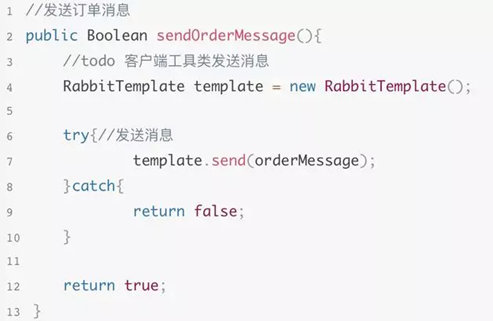 1 //发送订单消息
2 public Boolean sendOrderMessage(){
3 //todo 客户端工具类发送消息
4 RabbitTemplate template = new RabbitTemplate();
5
6 try{//发送消息
7 template.send(orderMessage);
8 }catch{
9 return false;
10 }
11
12 return true;
13 }